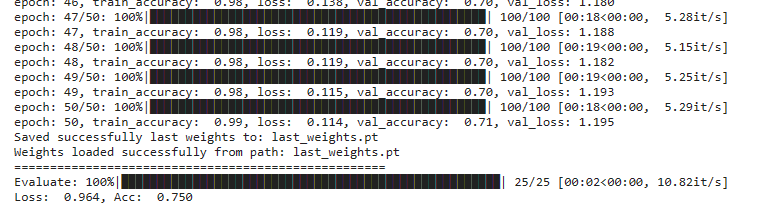 epoch: 46, train_accuracy:  0.98, loss:  0.138, val_accuracy:  0.70, val_loss: 1.180
epoch: 47/50: 100%| 100/100 [00:18<00:00,  5.28it/s]
epoch: 47, train_accuracy:  0.98, loss:  0.119, val_accuracy:  0.70, val_loss: 1.188
epoch: 48/50: 100%| 100/100 [00:19<00:00,  5.15it/s]
epoch: 48, train_accuracy:  0.98, loss:  0.119, val_accuracy:  0.70, val_loss: 1.182
epoch: 49/50: 100%| 100/100 [00:19<00:00,  5.25it/s]
epoch: 49, train_accuracy:  0.98, loss:  0.115, val_accuracy:  0.70, val_loss: 1.193
epoch: 50/50: 100%| 100/100 [00:18<00:00,  5.29it/s]
epoch: 50, train_accuracy:  0.99, loss:  0.114, val_accuracy:  0.71, val_loss: 1.195
Saved successfully last weights to: last_weights.pt
Weights loaded successfully from path: last_weights.pt
====================================================
Evaluate: 100%| 25/25 [00:02<00:00, 10.82it/s]
Loss:  0.964, Acc:  0.750